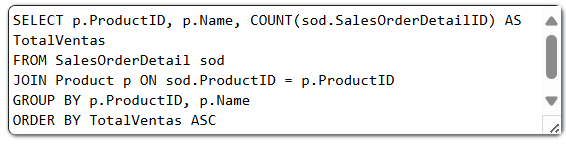 SELECT p.ProductID, p.Name, COUNT(sod.SalesOrderDetailID) AS
TotalVentas
FROM SalesOrderDetail sod
JOIN Product p ON sod.ProductID = p.ProductID
GROUP BY p.ProductID, p.Name
ORDER BY TotalVentas ASC